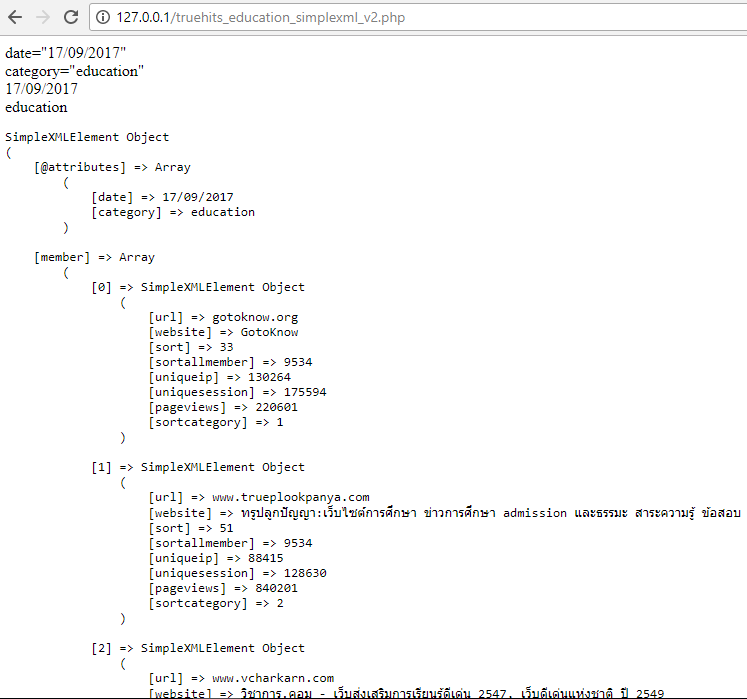 127.0.0.1/truehits_education_simplexml_v2.php
date="17/09/2017"
category="education"
17/09/2017
education
SimpleXMLElement Object
(
[@attributes] => Array
(
[date] => 17/09/2017
[category] => education
)
[member] => Array
(
[0] => SimpleXMLElement Object
(
[url] => gotoknow.org
[website] => GotoKnow
[sort] => 33
[sortallmember] => 9534
[uniqueip] => 130264
[uniquesession] => 175594
[pageviews] => 220601
[sortcategory] => 1
)
[1] => SimpleXMLElement Object
(
[url] => www.trueplookpanya.com
[website] => ทรูปลูกปัญญา:เว็บไซต์การศึกษา ข่าวการศึกษา admission และธรรมะ สาระความรู้ ข้อสอบ
[sort] => 51
[sortallmember] => 9534
[uniqueip] => 88415
[uniquesession] => 128630
[pageviews] => 840201
[sortcategory] => 2
)
[2] => SimpleXMLElement Object
(
[url] => www.vcharkarn.com
[website] => วิชาการ.คอม - เว็บส่งเสริมการเรียนรู้ดีเด่น 2547, เว็บดีเด่นแห่งชาติ ปี 2549